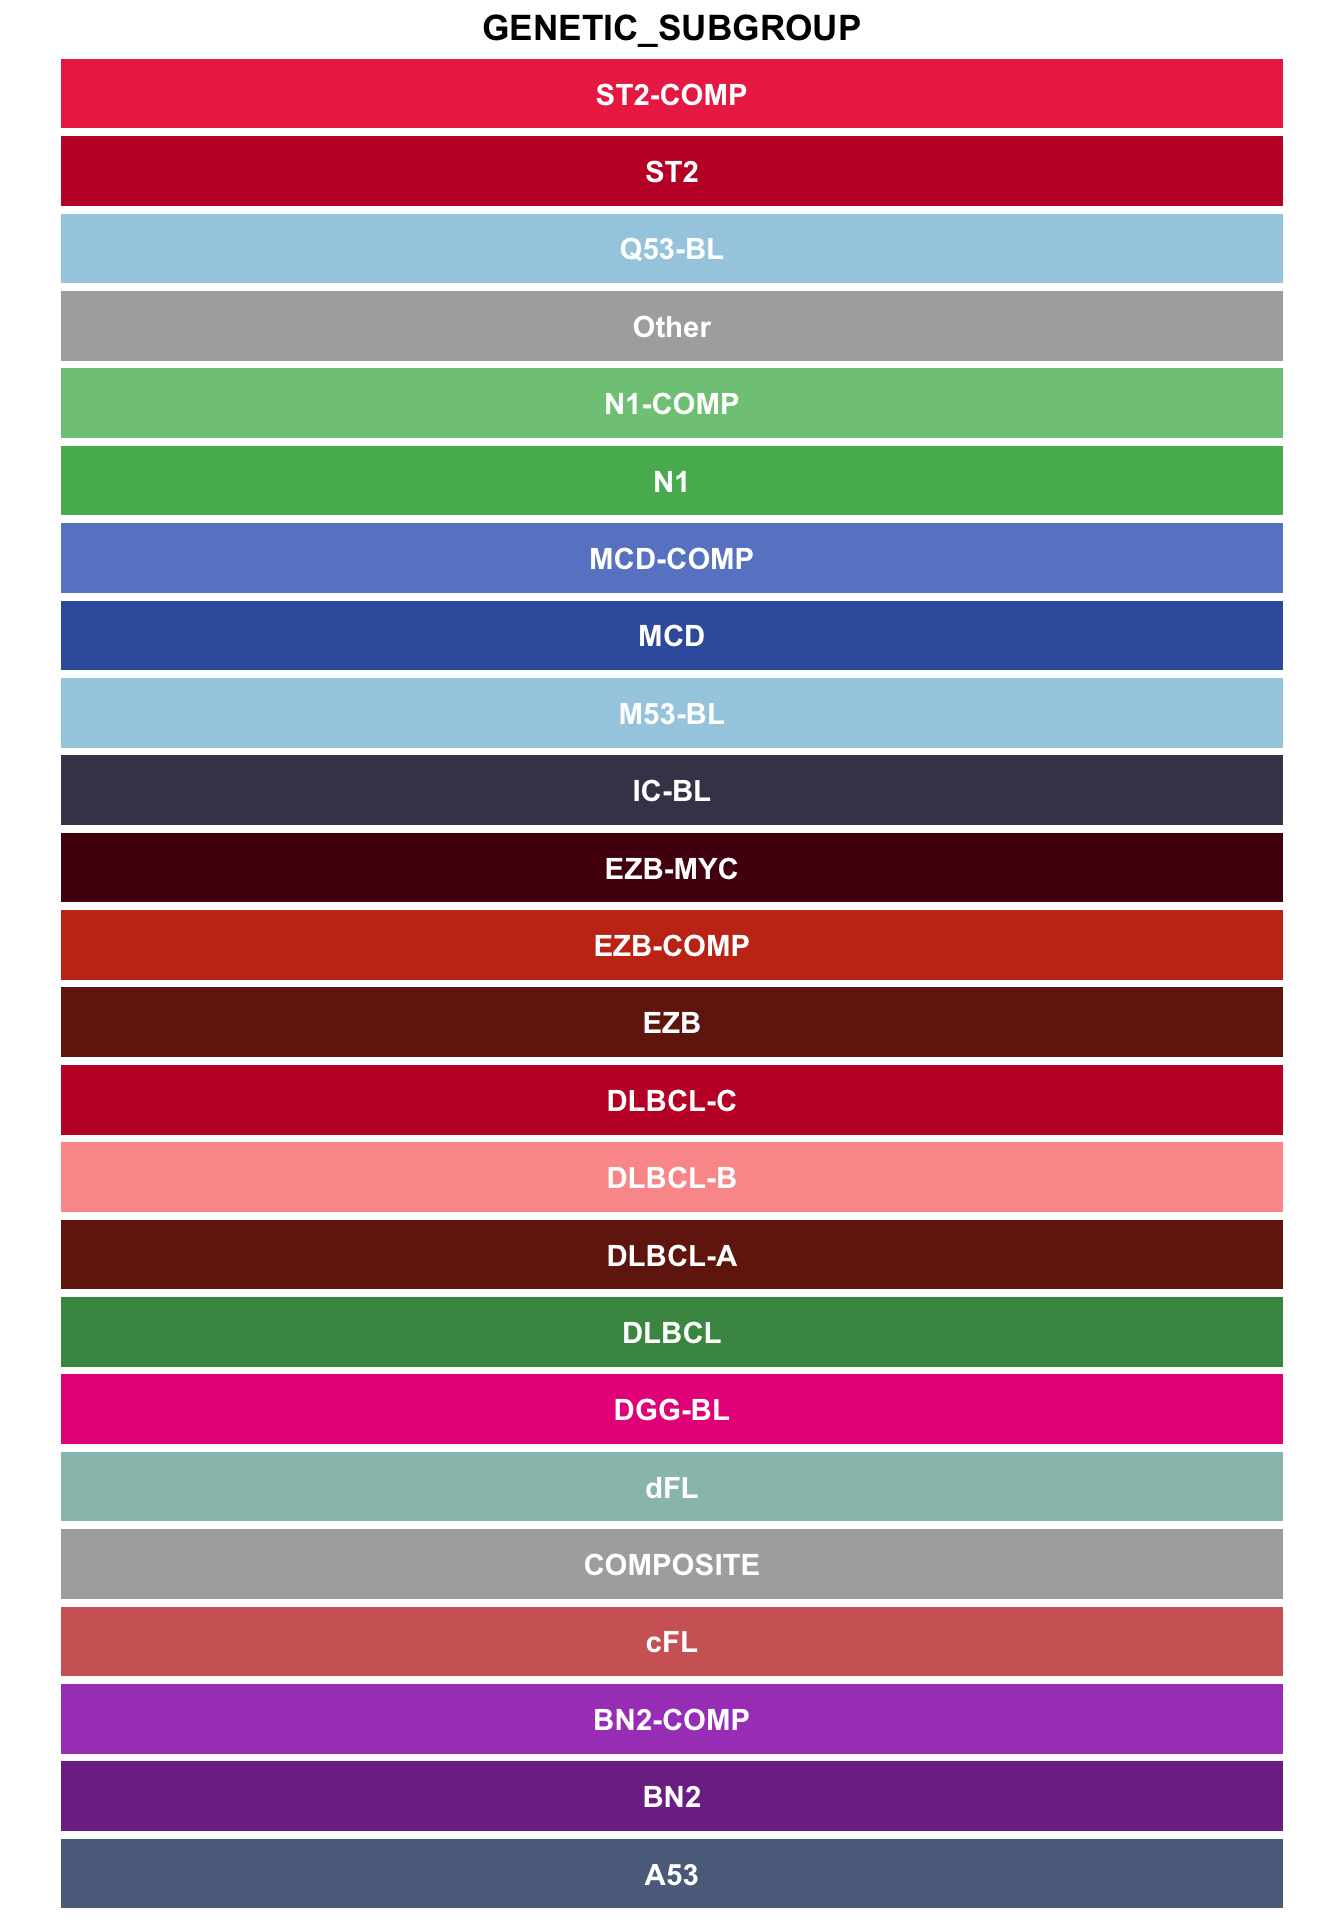 GENETIC_SUBGROUP
ST2-COMP
ST2
Q53-BL
Other
N1-COMP
N1
MCD-COMP
MCD
M53-BL
IC-BL
EZB-MYC
EZB-COMP
EZB
DLBCL-C
DLBCL-B
DLBCL-A
DLBCL
DGG-BL
dFL
COMPOSITE
cFL
BN2-COMP
BN2
A53